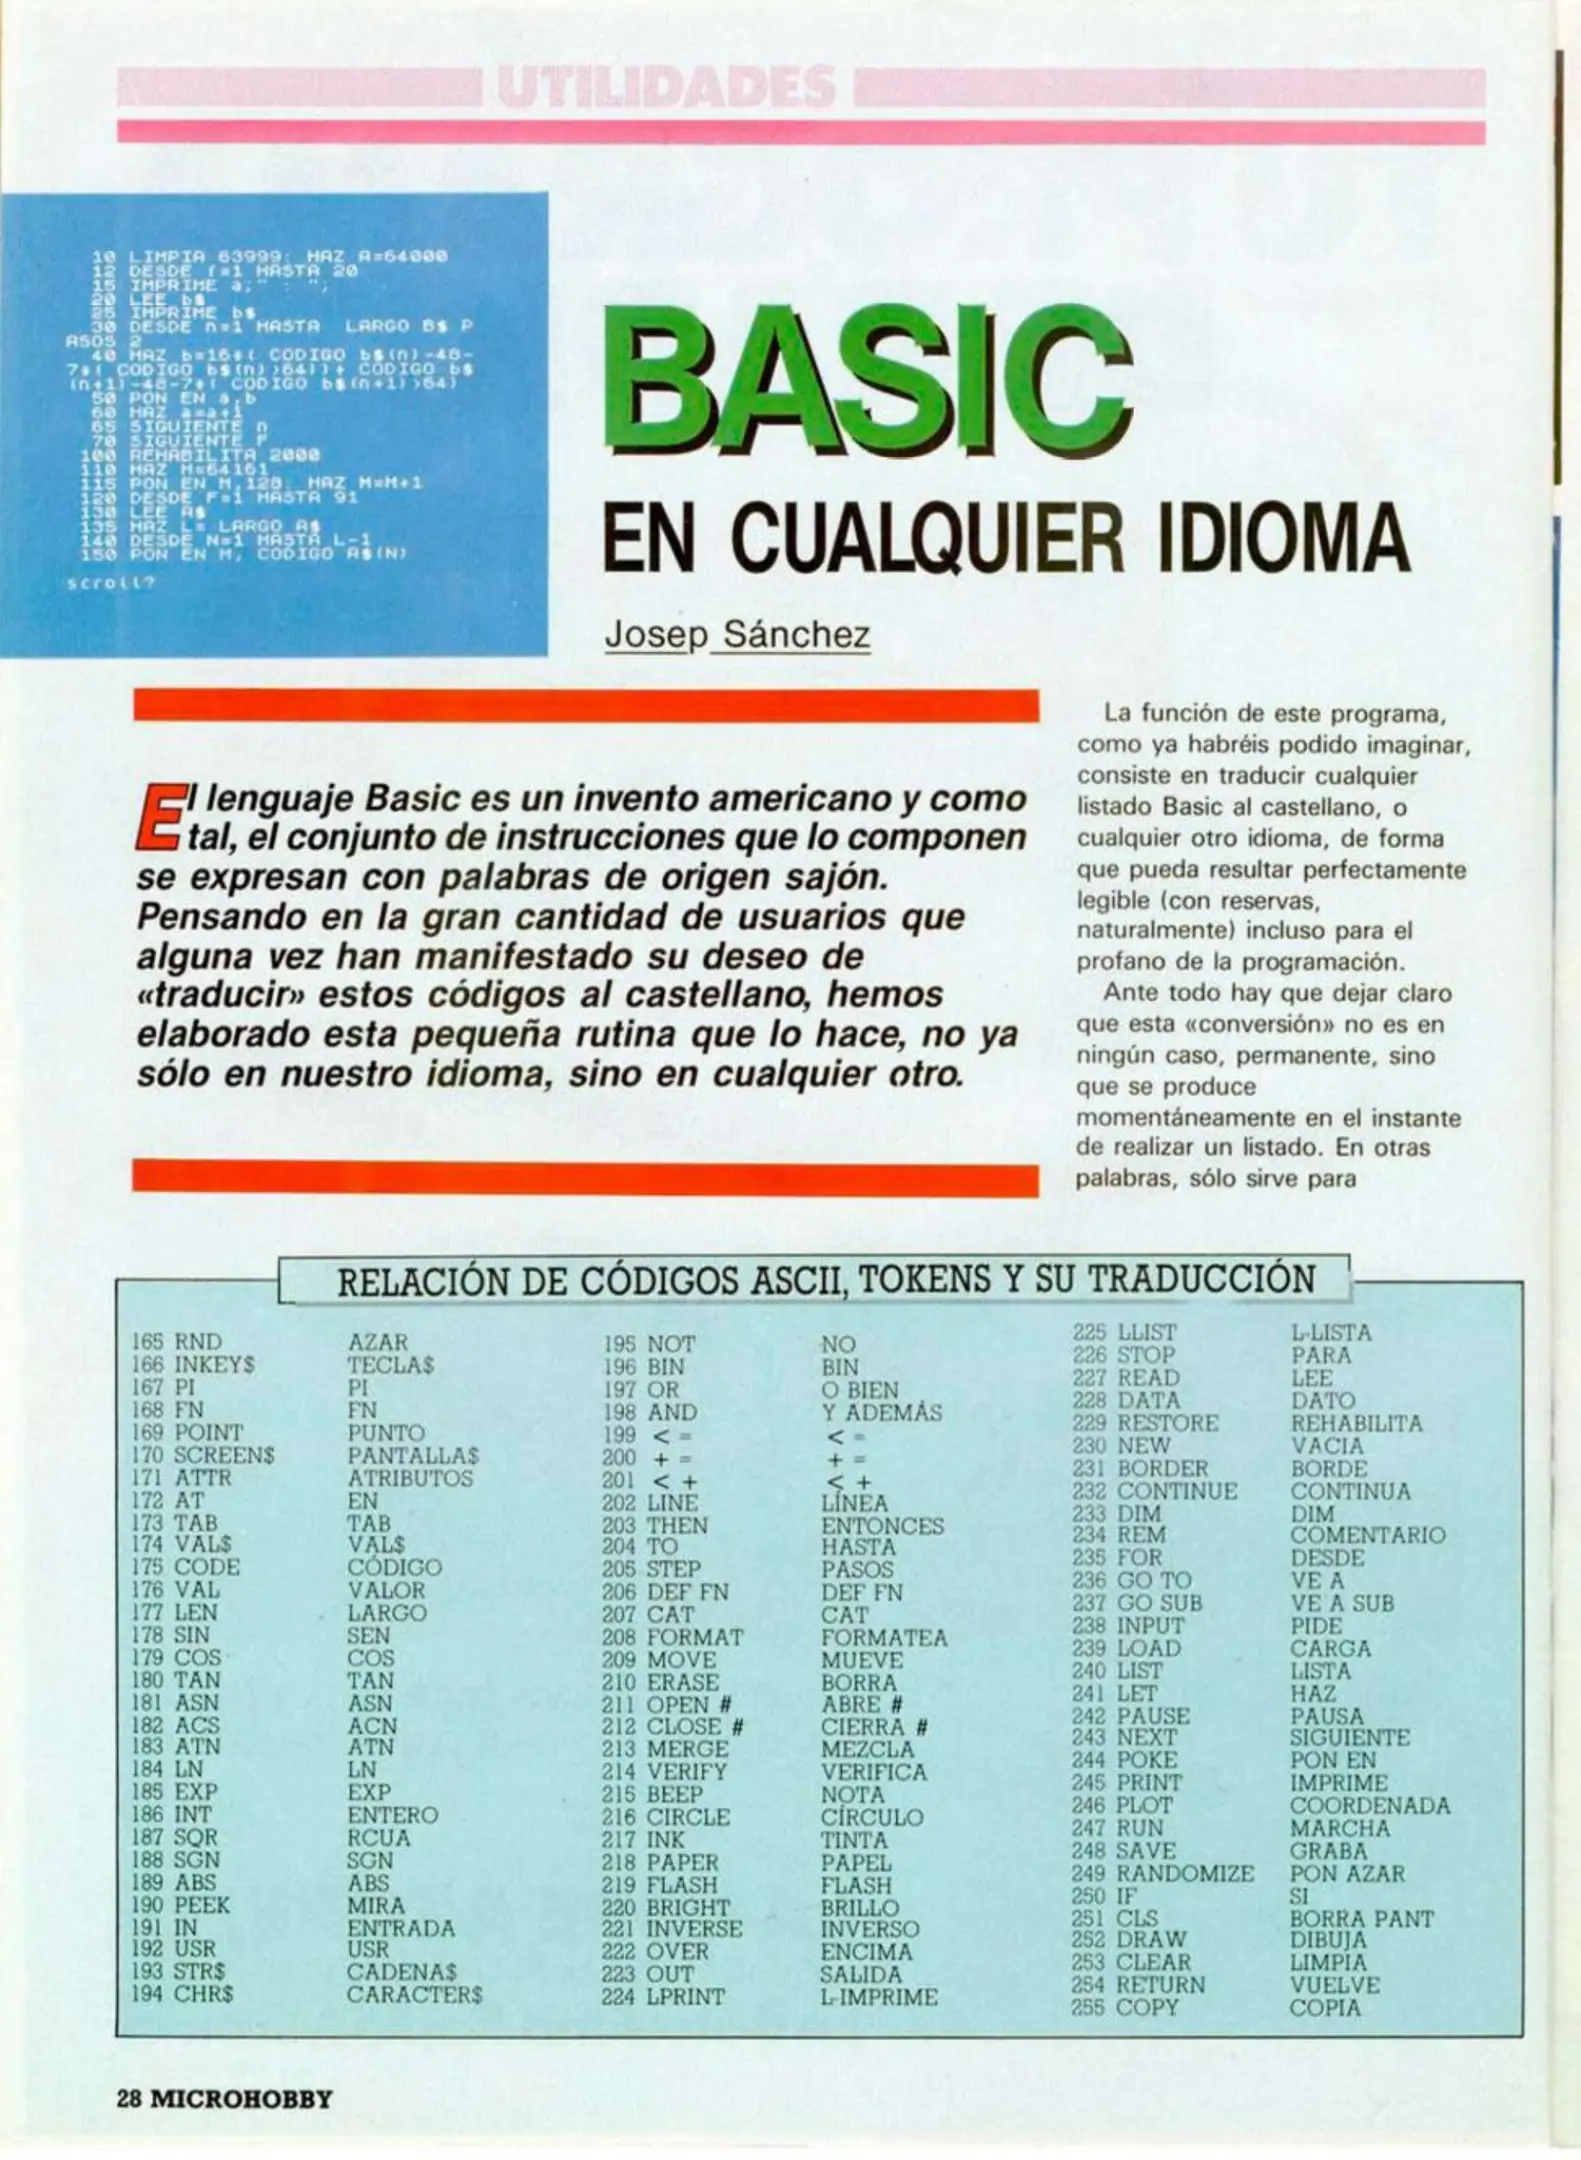 UTILIDADES
10 LIMPIA 63999: HAZ A=64000
12 DESDE f=1 HASTA 20
15 IMPRIME a;" : ";
20 LEE b$
25 IMPRIME b$
30 DESDE n=1 HASTA LARGO B$ P
ASOS 2
40 HAZ b=16*( CODIGO b$(n)-48-
7*( CODIGO b$(n)>64))+ CODIGO b$
(n+1)-48-7*( CODIGO b$(n+1)>64)
50 PON EN a,b
60 HAZ a=a+1
65 SIGUIENTE n
70 SIGUIENTE F
100 REHABILITA 2000
110 HAZ M=64161
115 PON EN M,128: HAZ M=M+1
120 DESDE F=1 HASTA 91
130 LEE A$
135 HAZ L= LARGO A$
140 DESDE N=1 HASTA L-1
150 PON EN M, CODIGO A$(N)
scroll?
BASIC
EN CUALQUIER IDIOMA
Josep Sánchez
El lenguaje Basic es un invento americano y como
tal, el conjunto de instrucciones que lo componen
se expresan con palabras de origen sajón.
Pensando en la gran cantidad de usuarios que
alguna vez han manifestado su deseo de
«traducir» estos códigos al castellano, hemos
elaborado esta pequeña rutina que lo hace, no ya
sólo en nuestro idioma, sino en cualquier otro.
La función de este programa,
como ya habréis podido imaginar,
consiste en traducir cualquier
listado Basic al castellano, o
cualquier otro idioma, de forma
que pueda resultar perfectamente
legible (con reservas,
naturalmente) incluso para el
profano de la programación.
Ante todo hay que dejar claro
que esta «conversión» no es en
ningún caso, permanente, sino
que se produce
momentáneamente en el instante
de realizar un listado. En otras
palabras, sólo sirve para
RELACIÓN DE CÓDIGOS ASCII, TOKENS Y SU TRADUCCIÓN
165 RND AZAR
166 INKEY$ TECLA$
167 PI PI
168 FN FN
169 POINT PUNTO
170 SCREEN$ PANTALLA$
171 ATTR ATRIBUTOS
172 AT EN
173 TAB TAB
174 VAL$ VAL$
175 CODE CÓDIGO
176 VAL VALOR
177 LEN LARGO
178 SIN SEN
179 COS COS
180 TAN TAN
181 ASN ASN
182 ACS ACN
183 ATN ATN
184 LN LN
185 EXP EXP
186 INT ENTERO
187 SQR RCUA
188 SGN SGN
189 ABS ABS
190 PEEK MIRA
191 IN ENTRADA
192 USR USR
193 STR$ CADENA$
194 CHR$ CARACTER$
195 NOT NO
196 BIN BIN
197 OR O BIEN
198 AND Y ADEMÁS
199 < = < =
200 + = + =
201 < + < +
202 LINE LÍNEA
203 THEN ENTONCES
204 TO HASTA
205 STEP PASOS
206 DEF FN DEF FN
207 CAT CAT
208 FORMAT FORMATEA
209 MOVE MUEVE
210 ERASE BORRA
211 OPEN # ABRE #
212 CLOSE # CIERRA #
213 MERGE MEZCLA
214 VERIFY VERIFICA
215 BEEP NOTA
216 CIRCLE CÍRCULO
217 INK TINTA
218 PAPER PAPEL
219 FLASH FLASH
220 BRIGHT BRILLO
221 INVERSE INVERSO
222 OVER ENCIMA
223 OUT SALIDA
224 LPRINT L-IMPRIME
225 LLIST L-LISTA
226 STOP PARA
227 READ LEE
228 DATA DATO
229 RESTORE REHABILITA
230 NEW VACIA
231 BORDER BORDE
232 CONTINUE CONTINUA
233 DIM DIM
234 REM COMENTARIO
235 FOR DESDE
236 GO TO VE A
237 GO SUB VE A SUB
238 INPUT PIDE
239 LOAD CARGA
240 LIST LISTA
241 LET HAZ
242 PAUSE PAUSA
243 NEXT SIGUIENTE
244 POKE PON EN
245 PRINT IMPRIME
246 PLOT COORDENADA
247 RUN MARCHA
248 SAVE GRABA
249 RANDOMIZE PON AZAR
250 IF SI
251 CLS BORRA PANT
252 DRAW DIBUJA
253 CLEAR LIMPIA
254 RETURN VUELVE
255 COPY COPIA
28 MICROHOBBY